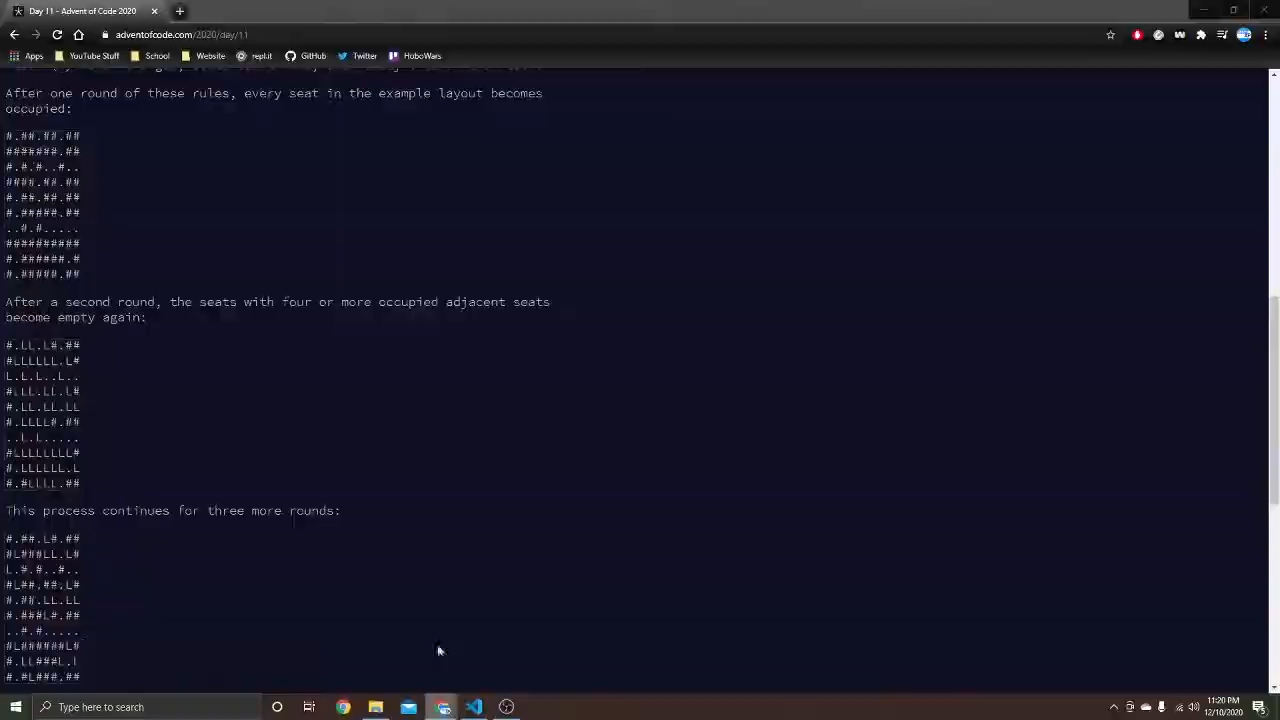 Day 11 - Advent of Code 2020
adventofcode.com/2020/day/11
Apps
YouTube Stuff
School
Website
repl.it
GitHub
Twitter
HoboWars
After one round of these rules, every seat in the example layout becomes
occupied:
#.##.##.##
#######.##
#.#.#..#..
####.##.##
#.##.##.##
#.#####.##
..#.#.....
##########
#.######.#
#.#####.##
After a second round, the seats with four or more occupied adjacent seats
become empty again:
#.LL.L#.##
#LLLLLL.L#
L.L.L..L..
#LLL.LL.L#
#.LL.LL.LL
#.LLLL#.##
..L.L.....
#LLLLLLLL#
#.LLLLLL.L
#.#LLLL.##
This process continues for three more rounds:
#.##.L#.##
#L###LL.L#
L.#.#..#..
#L##.##.L#
#.##.LL.LL
#.###L#.##
..#.#.....
#L######L#
#.LL###L.L
#.#L###.##
Type here to search
11:20 PM
12/10/2020